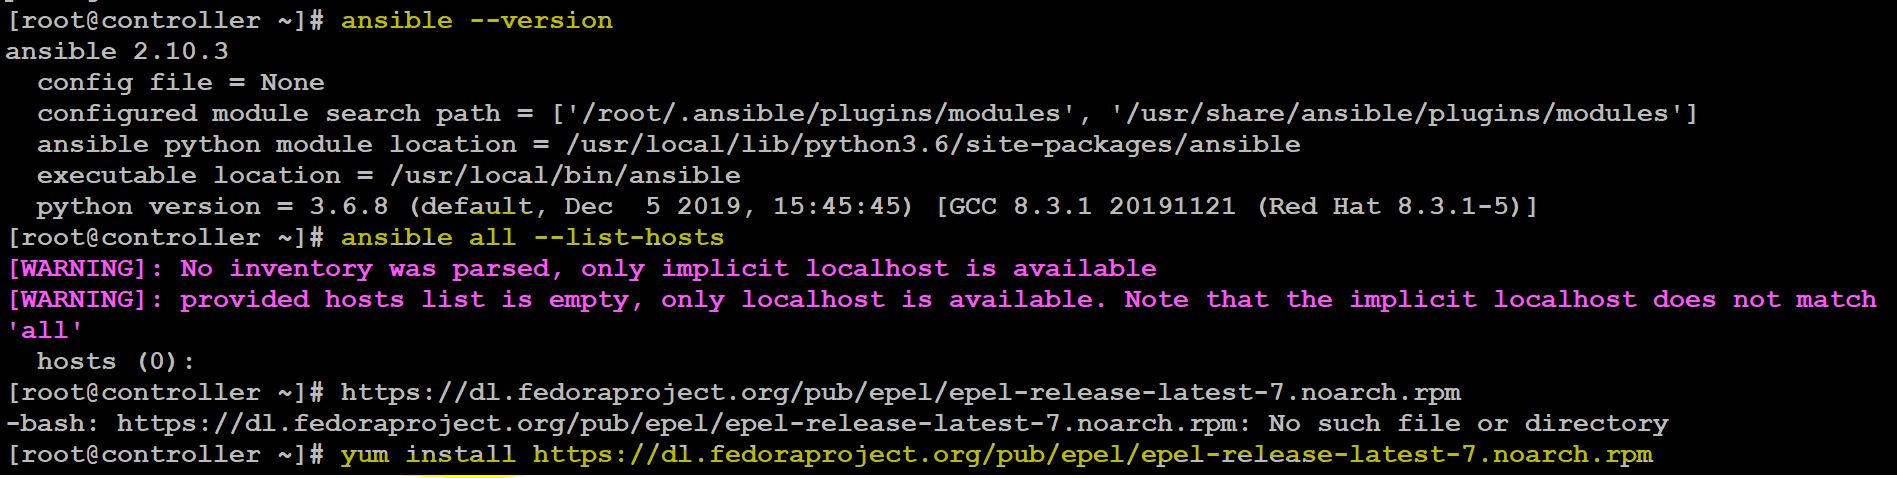 [root@controller ~]# ansible --version
ansible 2.10.3
  config file = None
  configured module search path = ['/root/.ansible/plugins/modules', '/usr/share/ansible/plugins/modules']
  ansible python module location = /usr/local/lib/python3.6/site-packages/ansible
  executable location = /usr/local/bin/ansible
  python version = 3.6.8 (default, Dec  5 2019, 15:45:45) [GCC 8.3.1 20191121 (Red Hat 8.3.1-5)]
[root@controller ~]# ansible all --list-hosts
[WARNING]: No inventory was parsed, only implicit localhost is available
[WARNING]: provided hosts list is empty, only localhost is available. Note that the implicit localhost does not match
'all'
  hosts (0):
[root@controller ~]# https://dl.fedoraproject.org/pub/epel/epel-release-latest-7.noarch.rpm
-bash: https://dl.fedoraproject.org/pub/epel/epel-release-latest-7.noarch.rpm: No such file or directory
[root@controller ~]# yum install https://dl.fedoraproject.org/pub/epel/epel-release-latest-7.noarch.rpm